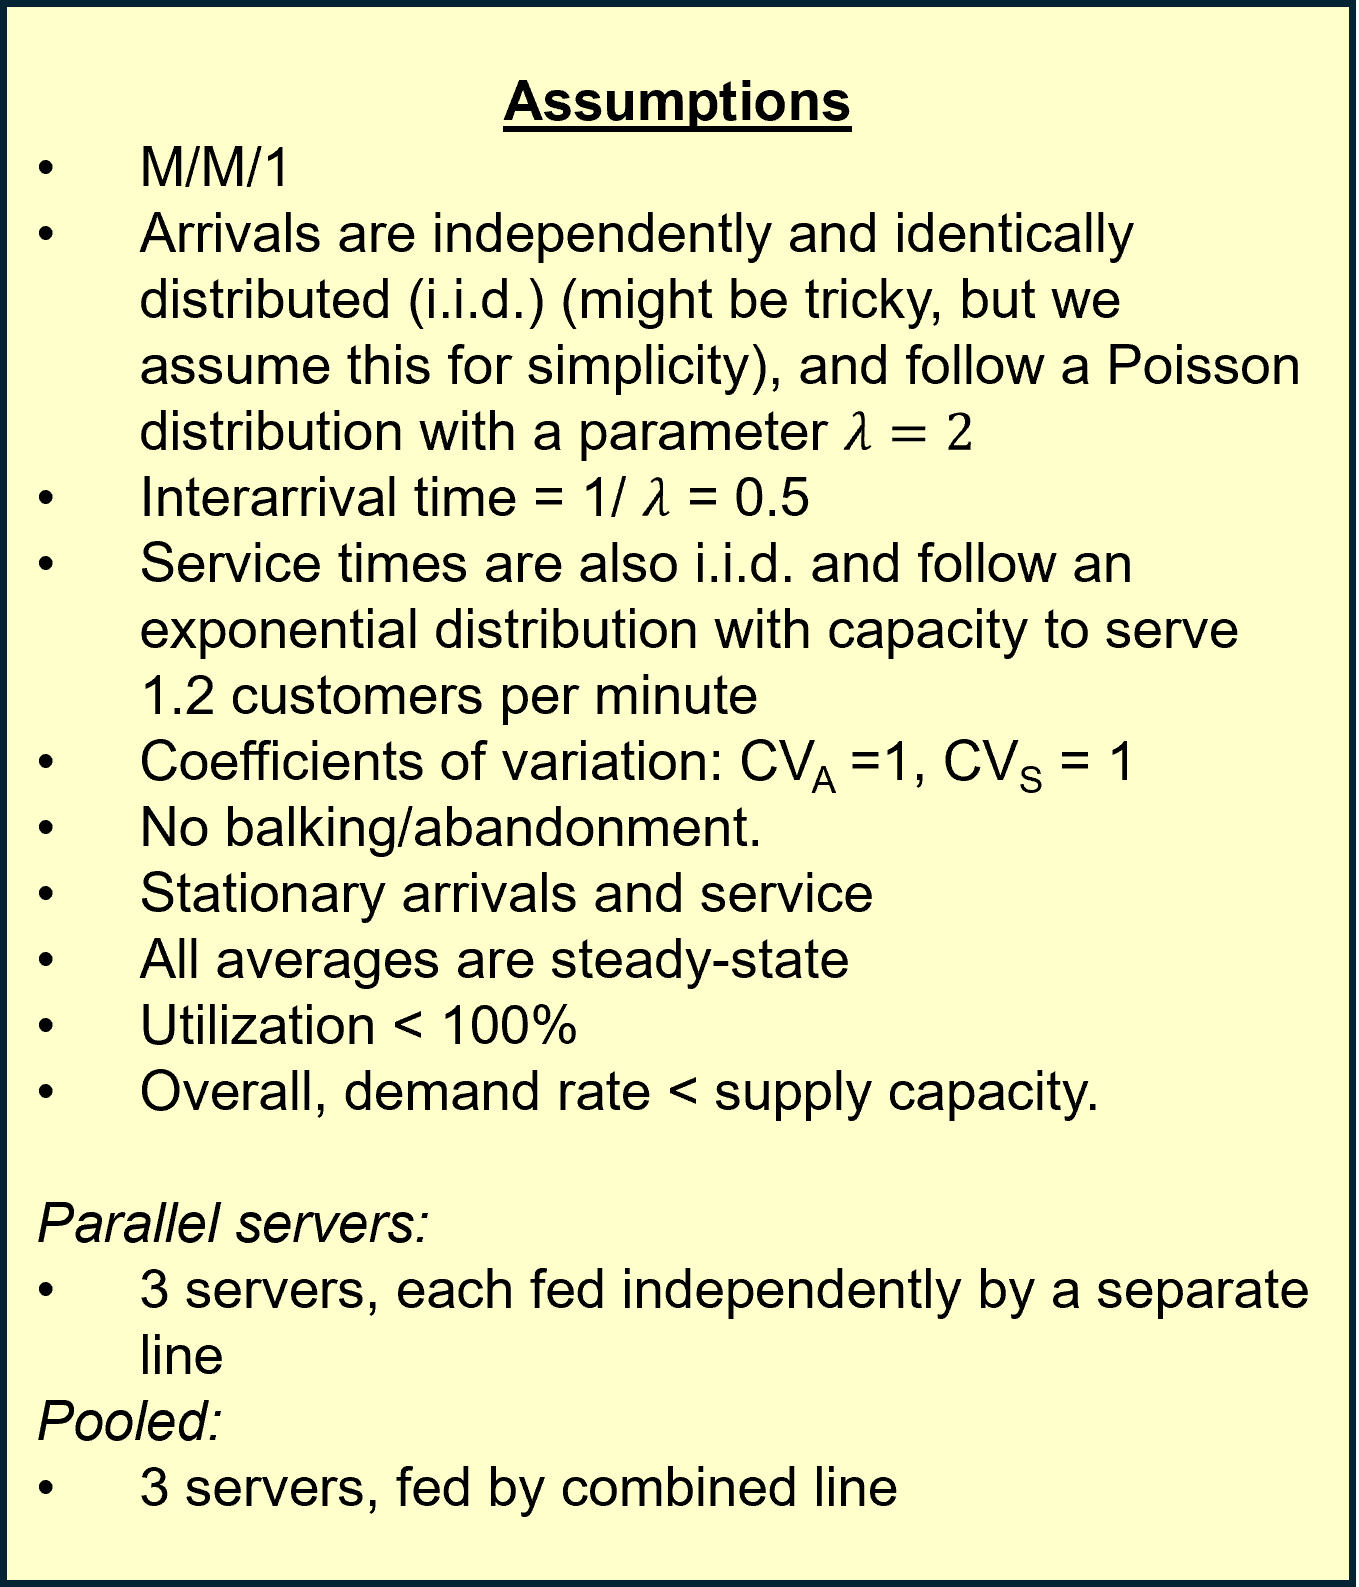 Assumptions
• M/M/1
• Arrivals are independently and identically
distributed (i.i.d.) (might be tricky, but we
assume this for simplicity), and follow a Poisson
distribution with a parameter 𝜆 = 2
• Interarrival time = 1/ 𝜆 = 0.5
• Service times are also i.i.d. and follow an
exponential distribution with capacity to serve
1.2 customers per minute
• Coefficients of variation: CV_A =1, CV_S = 1
• No balking/abandonment.
• Stationary arrivals and service
• All averages are steady-state
• Utilization < 100%
• Overall, demand rate < supply capacity.
Parallel servers:
• 3 servers, each fed independently by a separate
line
Pooled:
• 3 servers, fed by combined line